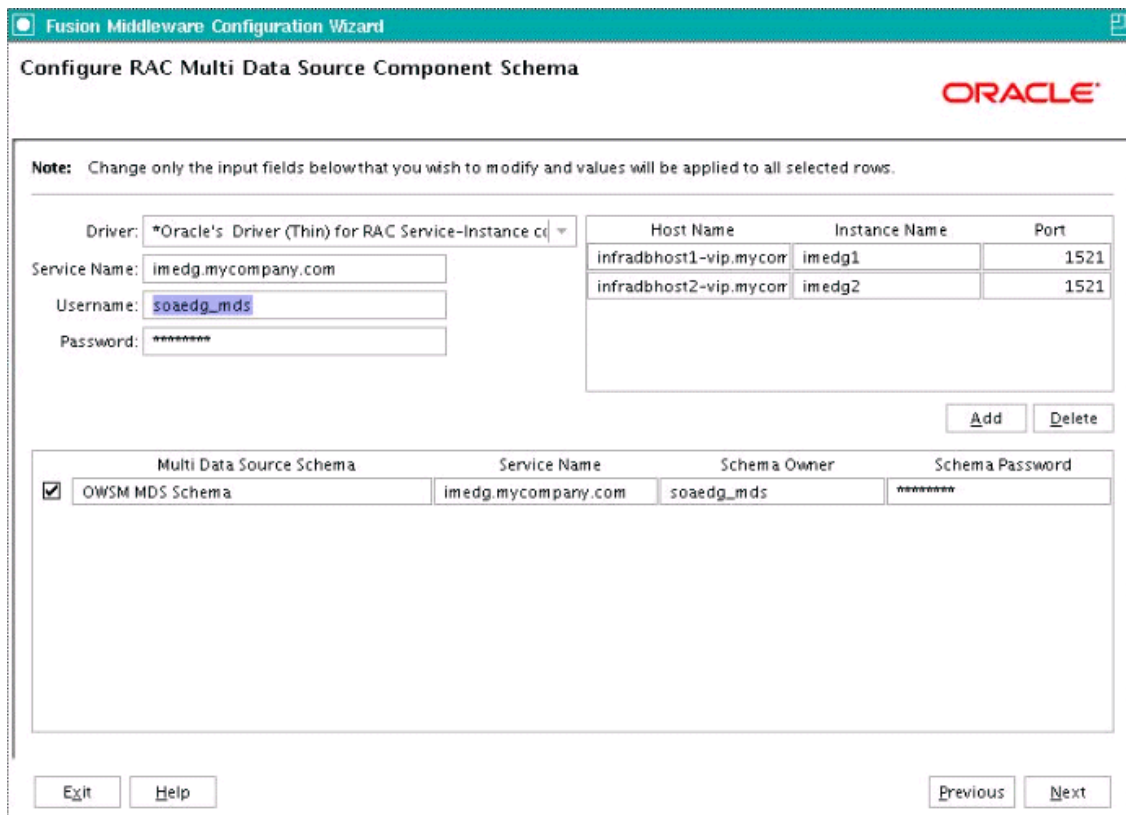 Fusion Middleware Configuration Wizard
Configure RAC Multi Data Source Component Schema
ORACLE
Note: Change only the input fields below that you wish to modify and values will be applied to all selected rows.
Driver: *Oracle's Driver (Thin) for RAC Service-Instance co
Service Name: imedg.mycompany.com
Username: soaedg_mds
Password: ********
Host Name Instance Name Port
infradbhost1-vip.mycom imedg1 1521
infradbhost2-vip.mycom imedg2 1521
Add Delete
Multi Data Source Schema Service Name Schema Owner Schema Password
OWSM MDS Schema imedg.mycompany.com soaedg_mds ********
Exit Help Previous Next